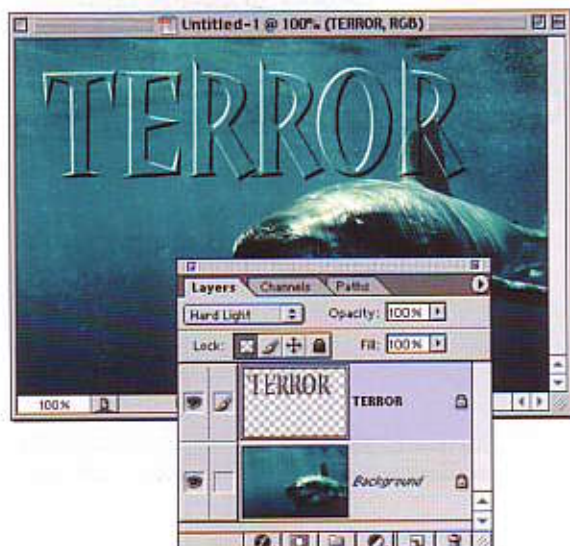 Untitled-1 @ 100% (TERROR, RGB)
TERROR
Layers Channels Paths
Hard Light Opacity: 100%
Lock: Fill: 100%
TERROR TERROR
100%
Background